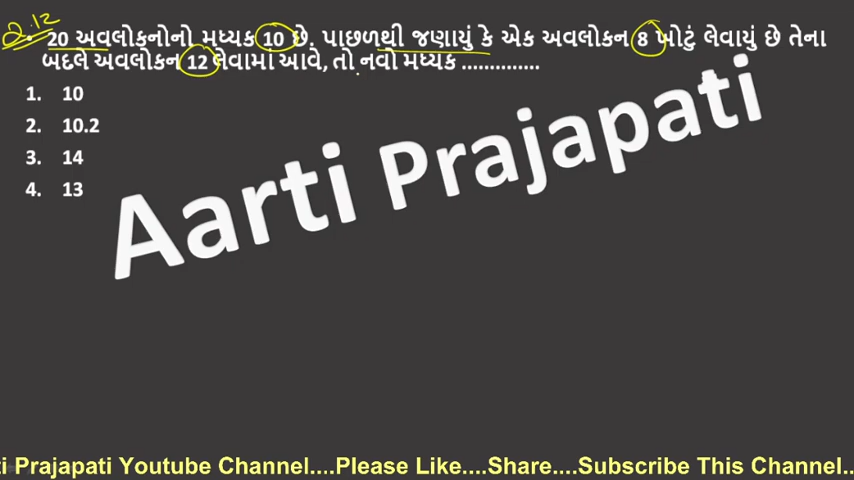 2.12
20 અવલોકનોનો મધ્યક 10 છે. પાછળથી જણાયું કે એક અવલોકન 8 ખોટું લેવાયું છે તેના
બદલે અવલોકન 12 લેવામાં આવે, તો નવો મધ્યક ..............
1. 10
2. 10.2
3. 14
4. 13
Aarti Prajapati
ti Prajapati Youtube Channel....Please Like....Share....Subscribe This Channel..